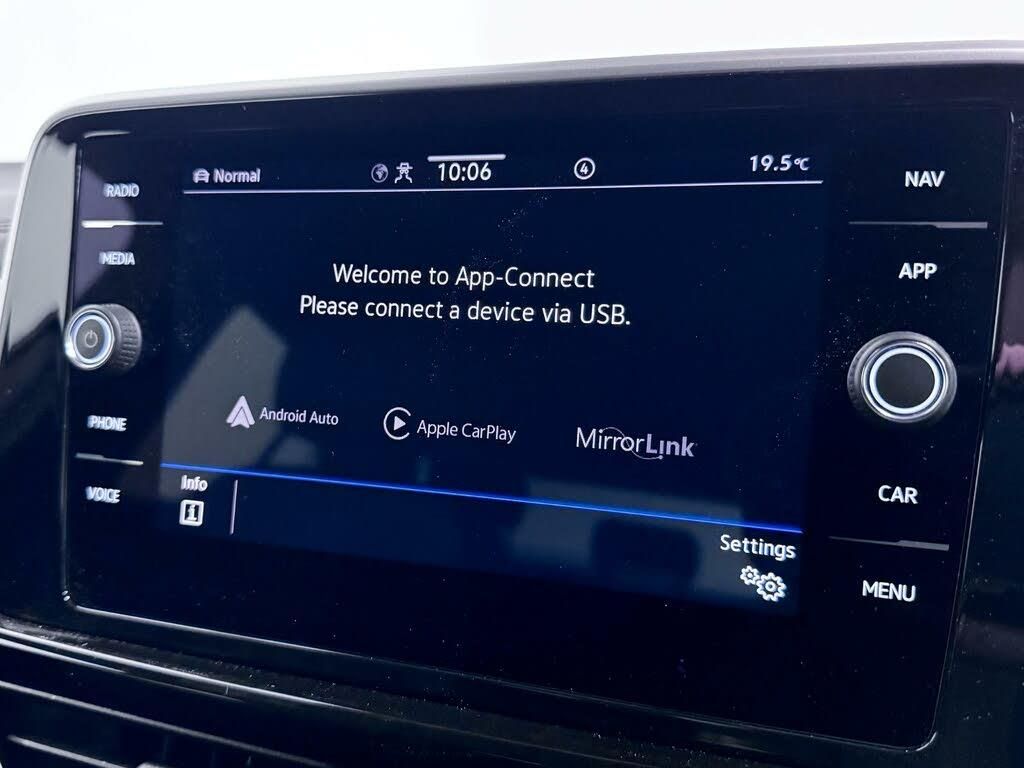 RADIO
MEDIA
PHONE
VOICE
Normal
10:06
4
19.5°C
Welcome to App-Connect
Please connect a device via USB.
Android Auto
Apple CarPlay
MirrorLink
Info
i
Settings
NAV
APP
CAR
MENU